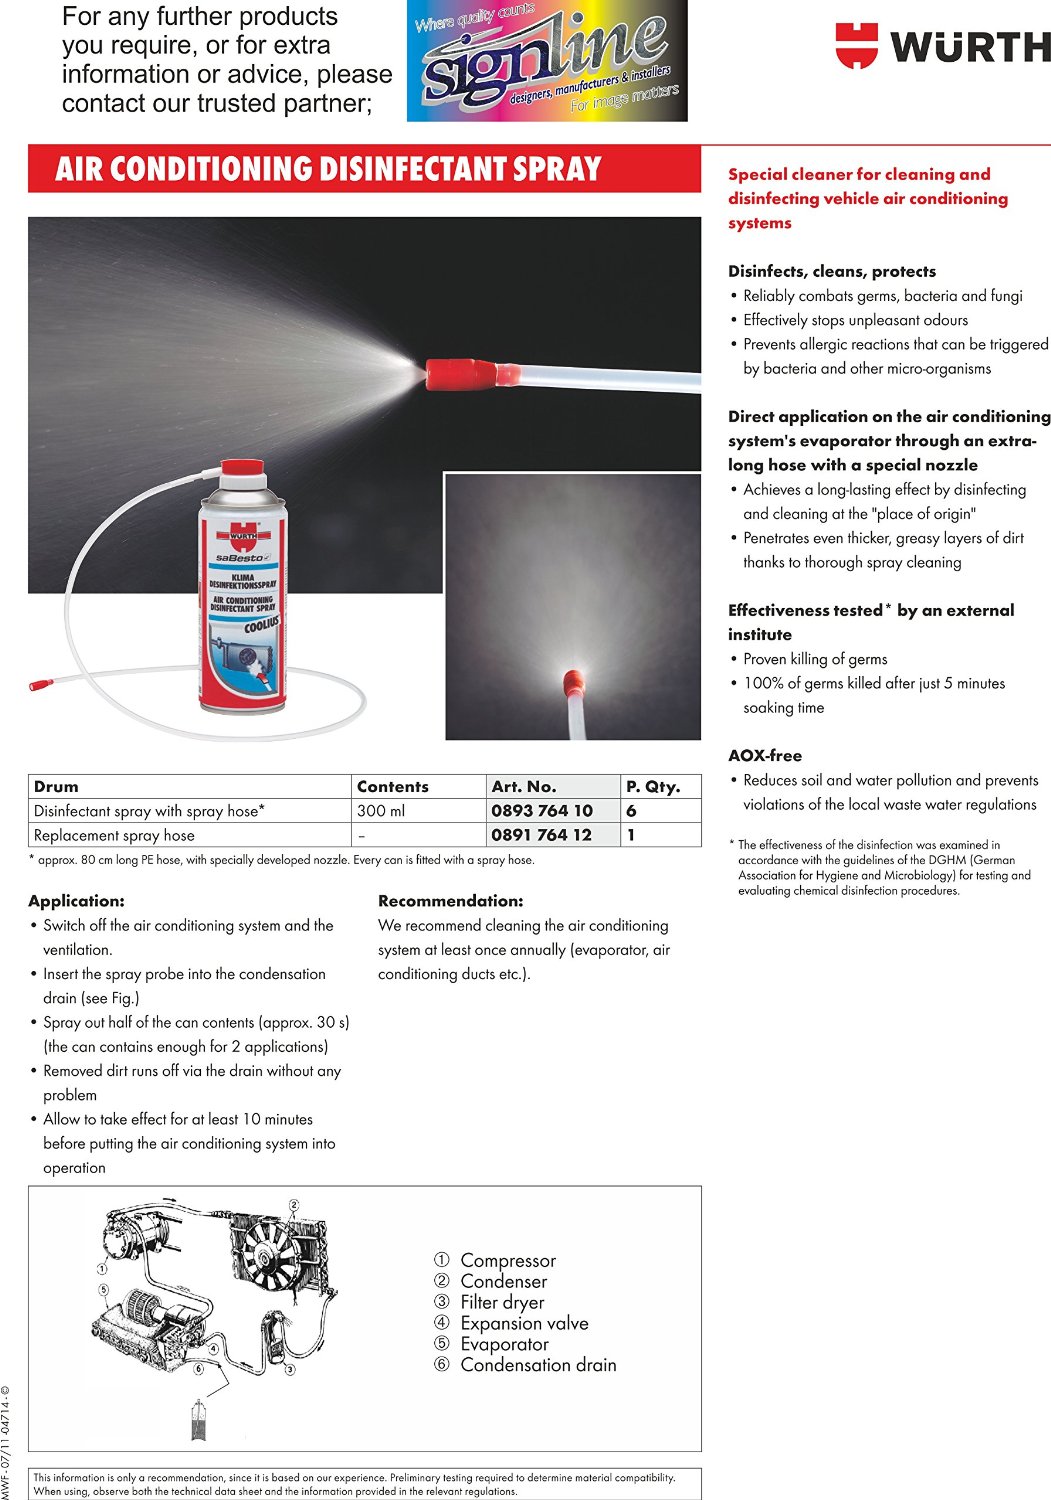 For any further products
you require, or for extra
information or advice, please
contact our trusted partner;
Where quality counts
signline
designers, manufacturers & installers
For image matters
WÜRTH
AIR CONDITIONING DISINFECTANT SPRAY
WÜRTH
saBesto
KLIMA
DESINFEKTIONSSPRAY
AIR CONDITIONING
DISINFECTANT SPRAY
COOLIUS
Special cleaner for cleaning and
disinfecting vehicle air conditioning
systems
Disinfects, cleans, protects
• Reliably combats germs, bacteria and fungi
• Effectively stops unpleasant odours
• Prevents allergic reactions that can be triggered
by bacteria and other micro-organisms
Direct application on the air conditioning
system's evaporator through an extra-
long hose with a special nozzle
• Achieves a long-lasting effect by disinfecting
and cleaning at the "place of origin"
• Penetrates even thicker, greasy layers of dirt
thanks to thorough spray cleaning
Effectiveness tested* by an external
institute
• Proven killing of germs
• 100% of germs killed after just 5 minutes
soaking time
AOX-free
• Reduces soil and water pollution and prevents
violations of the local waste water regulations
* The effectiveness of the disinfection was examined in
accordance with the guidelines of the DGHM (German
Association for Hygiene and Microbiology) for testing and
evaluating chemical disinfection procedures.
Drum Contents Art. No. P. Qty.
Disinfectant spray with spray hose* 300 ml 0893 764 10 6
Replacement spray hose – 0891 764 12 1
* approx. 80 cm long PE hose, with specially developed nozzle. Every can is fitted with a spray hose.
Application:
• Switch off the air conditioning system and the
ventilation.
• Insert the spray probe into the condensation
drain (see Fig.)
• Spray out half of the can contents (approx. 30 s)
(the can contains enough for 2 applications)
• Removed dirt runs off via the drain without any
problem
• Allow to take effect for at least 10 minutes
before putting the air conditioning system into
operation
Recommendation:
We recommend cleaning the air conditioning
system at least once annually (evaporator, air
conditioning ducts etc.).
2
1
5
4
6
3
① Compressor
② Condenser
③ Filter dryer
④ Expansion valve
⑤ Evaporator
⑥ Condensation drain
MWF - 07/11 -04714 - ©
This information is only a recommendation, since it is based on our experience. Preliminary testing required to determine material compatibility.
When using, observe both the technical data sheet and the information provided in the relevant regulations.